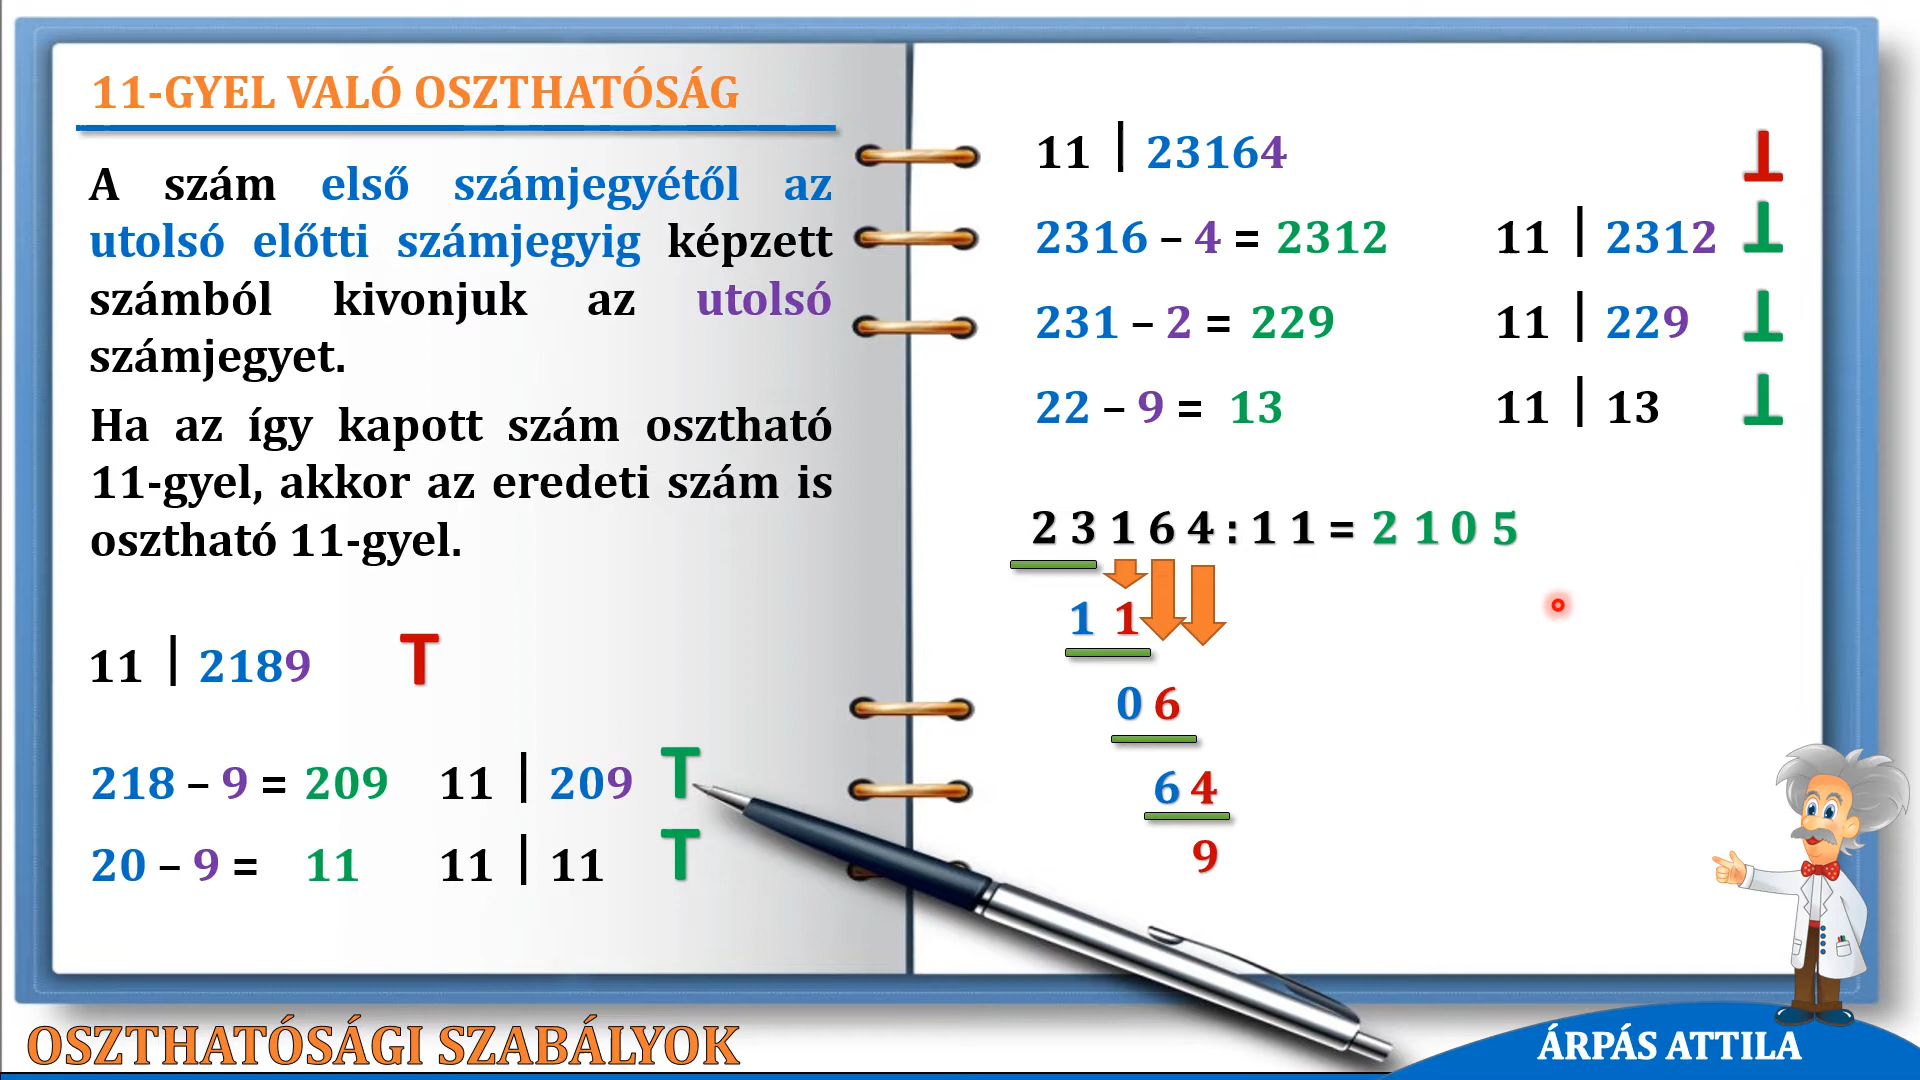 11-GYEL VALÓ OSZTHATÓSÁG
A szám első számjegyétől az
utolsó előtti számjegyig képzett
számból kivonjuk az utolsó
számjegyet.
Ha az így kapott szám osztható
11-gyel, akkor az eredeti szám is
osztható 11-gyel.
11 | 2189 T
218 – 9 = 209 11 | 209 T
20 – 9 = 11 11 | 11 T
11 | 23164 ⊥
2316 – 4 = 2312 11 | 2312 ⊥
231 – 2 = 229 11 | 229 ⊥
22 – 9 = 13 11 | 13 ⊥
2 3 1 6 4 : 1 1 = 2 1 0 5
1 1
0 6
6 4
9
OSZTHATÓSÁGI SZABÁLYOK
ÁRPÁS ATTILA